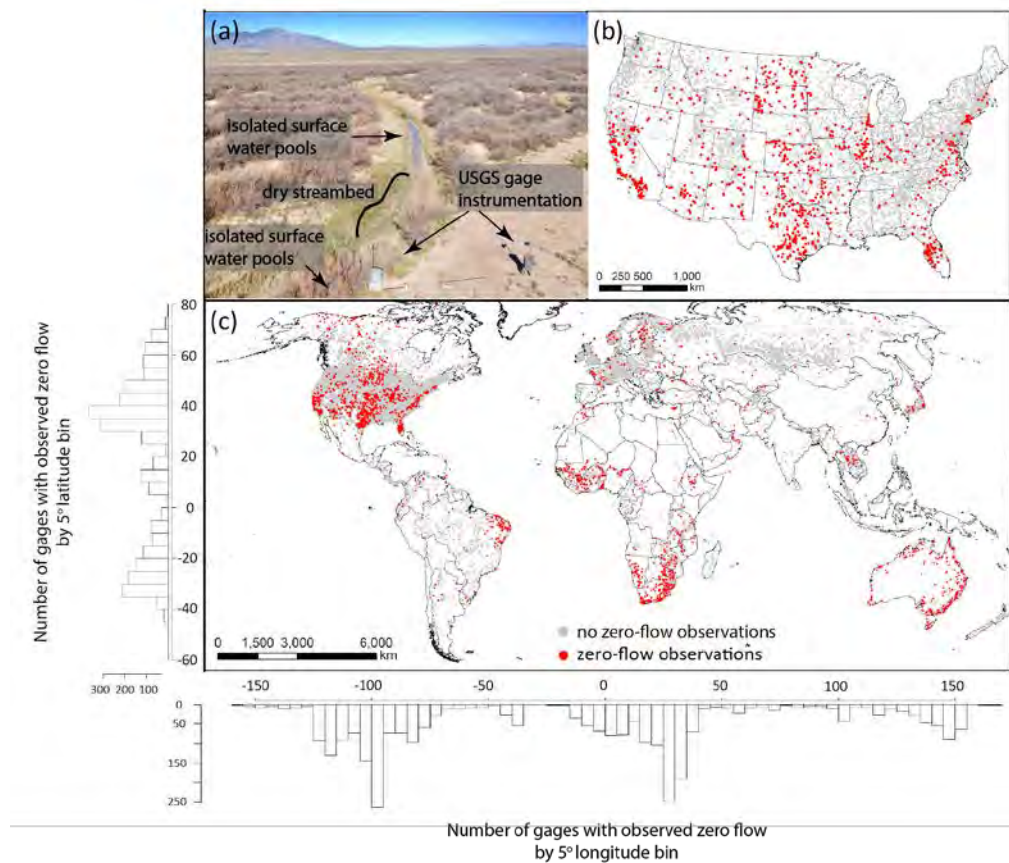 (a)
isolated surface
water pools
dry streambed
USGS gage
instrumentation
isolated surface
water pools
(b)
0 250 500 1,000
km
(c)
80
60
40
20
0
-20
-40
-60
Number of gages with observed zero flow
by 5° latitude bin
300 200 100
0 1,500 3,000 6,000
km
no zero-flow observations
zero-flow observations
-150 -100 -50 0 50 100 150
0
50
150
250
Number of gages with observed zero flow
by 5° longitude bin